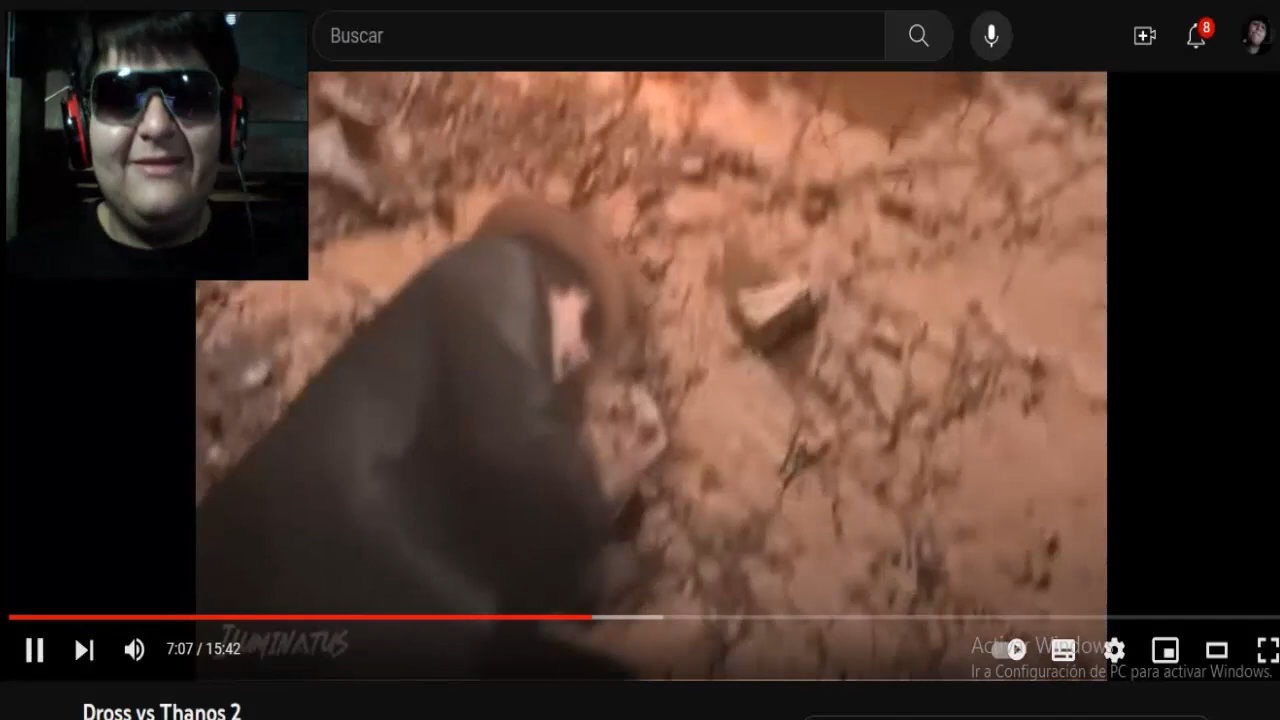 Buscar
8
ILUMINATUS
7:07 / 15:42
Activar Windows
Ir a Configuración de PC para activar Windows.
Dross vs Thanos 2